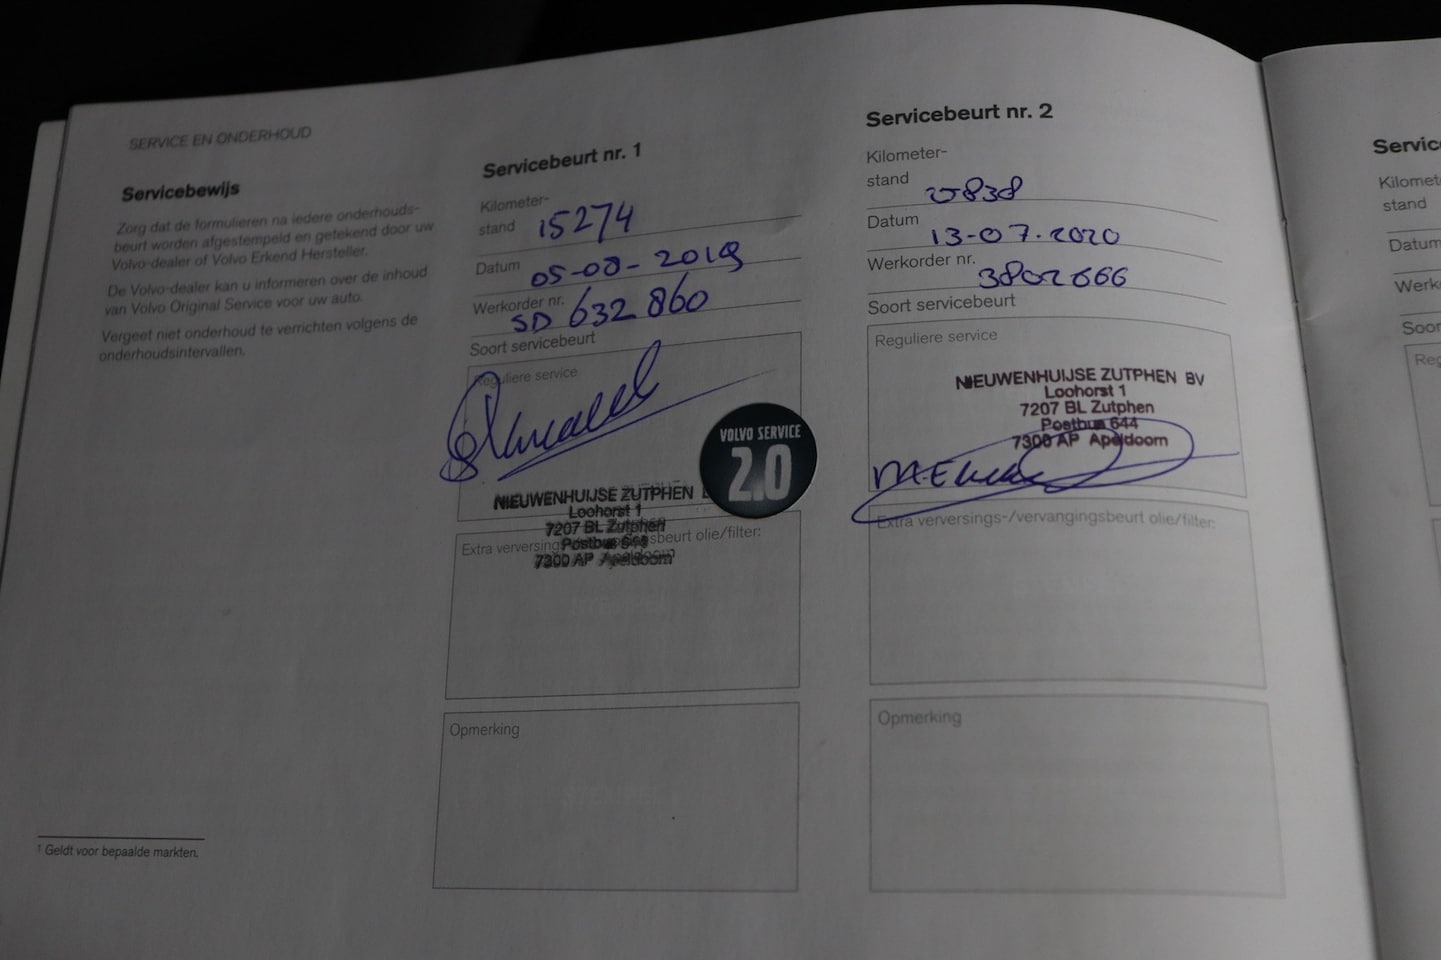 SERVICE EN ONDERHOUD
Servicebewijs
Zorg dat de formulieren na iedere onderhouds-
beurt worden afgestempeld en getekend door uw
Volvo-dealer of Volvo Erkend Hersteller.
De Volvo-dealer kan u informeren over de inhoud
van Volvo Original Service voor uw auto.
Vergeet niet onderhoud te verrichten volgens de
onderhoudsintervallen.
1 Geldt voor bepaalde markten.
Servicebeurt nr. 1
Kilometer-
stand 15274
Datum 05-08-2019
Werkorder nr.
SD 632 860
Soort servicebeurt
Reguliere service
VOLVO SERVICE
2.0
NIEUWENHUIJSE ZUTPHEN
Loohorst 1
7207 BL Zutphen
Postbus 644
7300 AP Apeldoorn
Extra verversings-beurt olie/filter:
Opmerking
Servicebeurt nr. 2
Kilometer-
stand
Datum 13-07-2020
Werkorder nr. 3802666
Soort servicebeurt
Reguliere service
NIEUWENHUIJSE ZUTPHEN BV
Loohorst 1
7207 BL Zutphen
Postbus 644
7300 AP Apeldoorn
Extra verversings-/vervangingsbeurt olie/filter:
Opmerking
Servic
Kilomet
stand
Datum
Werk
Soor
Reg